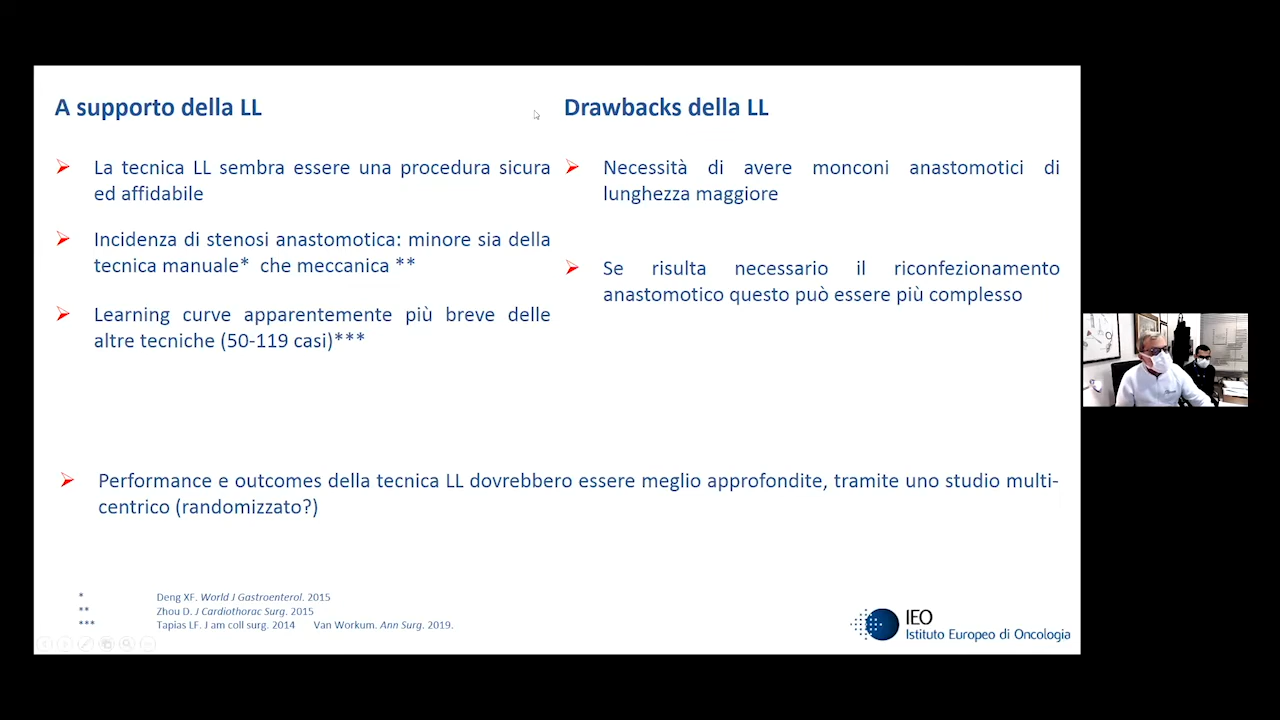 A supporto della LL
La tecnica LL sembra essere una procedura sicura
ed affidabile
Incidenza di stenosi anastomotica: minore sia della
tecnica manuale* che meccanica **
Learning curve apparentemente più breve delle
altre tecniche (50-119 casi)***
Drawbacks della LL
Necessità di avere monconi anastomotici di
lunghezza maggiore
Se risulta necessario il riconfezionamento
anastomotico questo può essere più complesso
Performance e outcomes della tecnica LL dovrebbero essere meglio approfondite, tramite uno studio multi-
centrico (randomizzato?)
* Deng XF. World J Gastroenterol. 2015
** Zhou D. J Cardiothorac Surg. 2015
*** Tapias LF. J am coll surg. 2014 Van Workum. Ann Surg. 2019.
IEO
Istituto Europeo di Oncologia